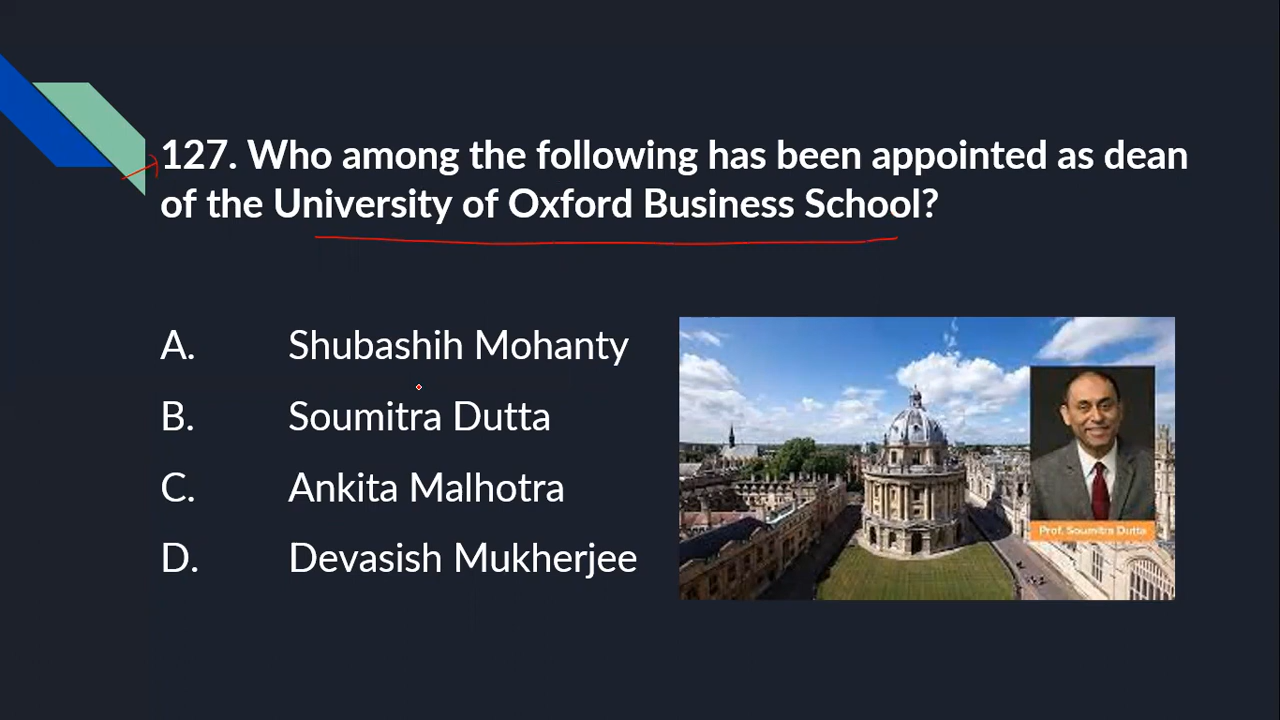 127. Who among the following has been appointed as dean
of the University of Oxford Business School?
A. Shubashih Mohanty
B. Soumitra Dutta
C. Ankita Malhotra
D. Devasish Mukherjee
Prof. Soumitra Dutta